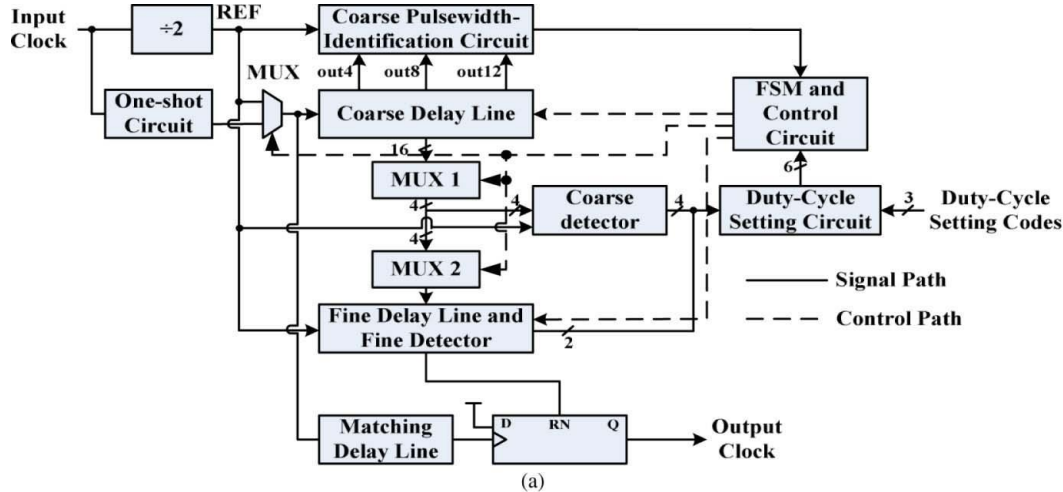 Input
Clock
÷2
REF
Coarse Pulsewidth-
Identification Circuit
out4
out8
out12
MUX
One-shot
Circuit
Coarse Delay Line
FSM and
Control
Circuit
16
6
MUX 1
4
4
Coarse
detector
4
Duty-Cycle
Setting Circuit
3
Duty-Cycle
Setting Codes
4
MUX 2
Signal Path
Control Path
Fine Delay Line and
Fine Detector
2
Matching
Delay Line
D
RN
Q
Output
Clock
(a)